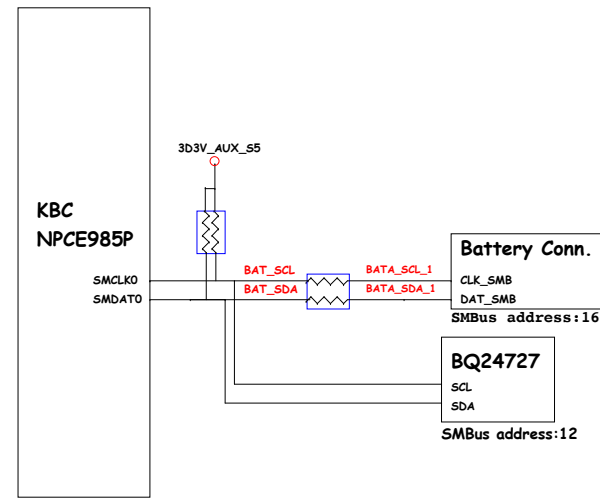 3D3V_AUX_S5
KBC
NPCE985P
SMCLK0
SMDAT0
BAT_SCL
BAT_SDA
BATA_SCL_1
BATA_SDA_1
Battery Conn.
CLK_SMB
DAT_SMB
SMBus address:16
BQ24727
SCL
SDA
SMBus address:12